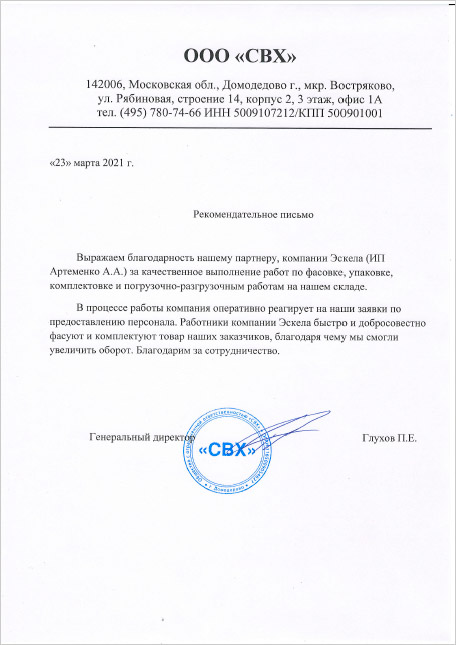 ООО «СВХ»
142006, Московская обл., Домодедово г., мкр. Востряково,
ул. Рябиновая, строение 14, корпус 2, 3 этаж, офис 1А
тел. (495) 780-74-66 ИНН 5009107212/КПП 500901001
«23» марта 2021 г.
Рекомендательное письмо
Выражаем благодарность нашему партнеру, компании Эскела (ИП
Артеменко А.А.) за качественное выполнение работ по фасовке, упаковке,
комплектовке и погрузочно-разгрузочным работам на нашем складе.
В процессе работы компания оперативно реагирует на наши заявки по
предоставлению персонала. Работники компании Эскела быстро и добросовестно
фасуют и комплектуют товар наших заказчиков, благодаря чему мы смогли
увеличить оборот. Благодарим за сотрудничество.
Генеральный директор
Глухов П.Е.
«СВХ»